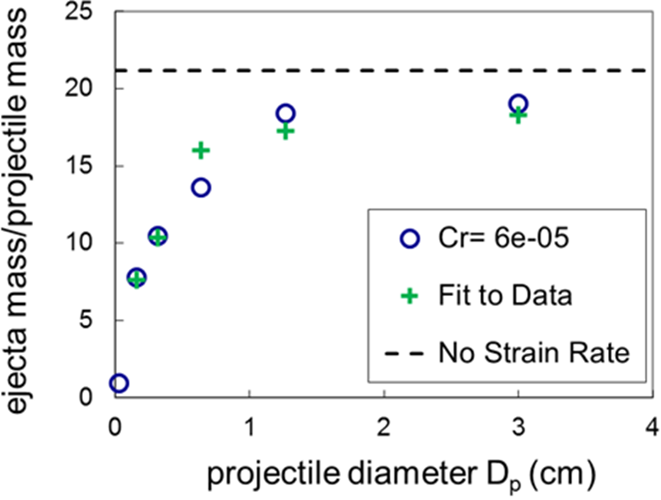 ejecta mass/projectile mass
25
20
15
10
5
0
0 1 2 3 4
projectile diameter Dp (cm)
Cr= 6e-05
Fit to Data
No Strain Rate